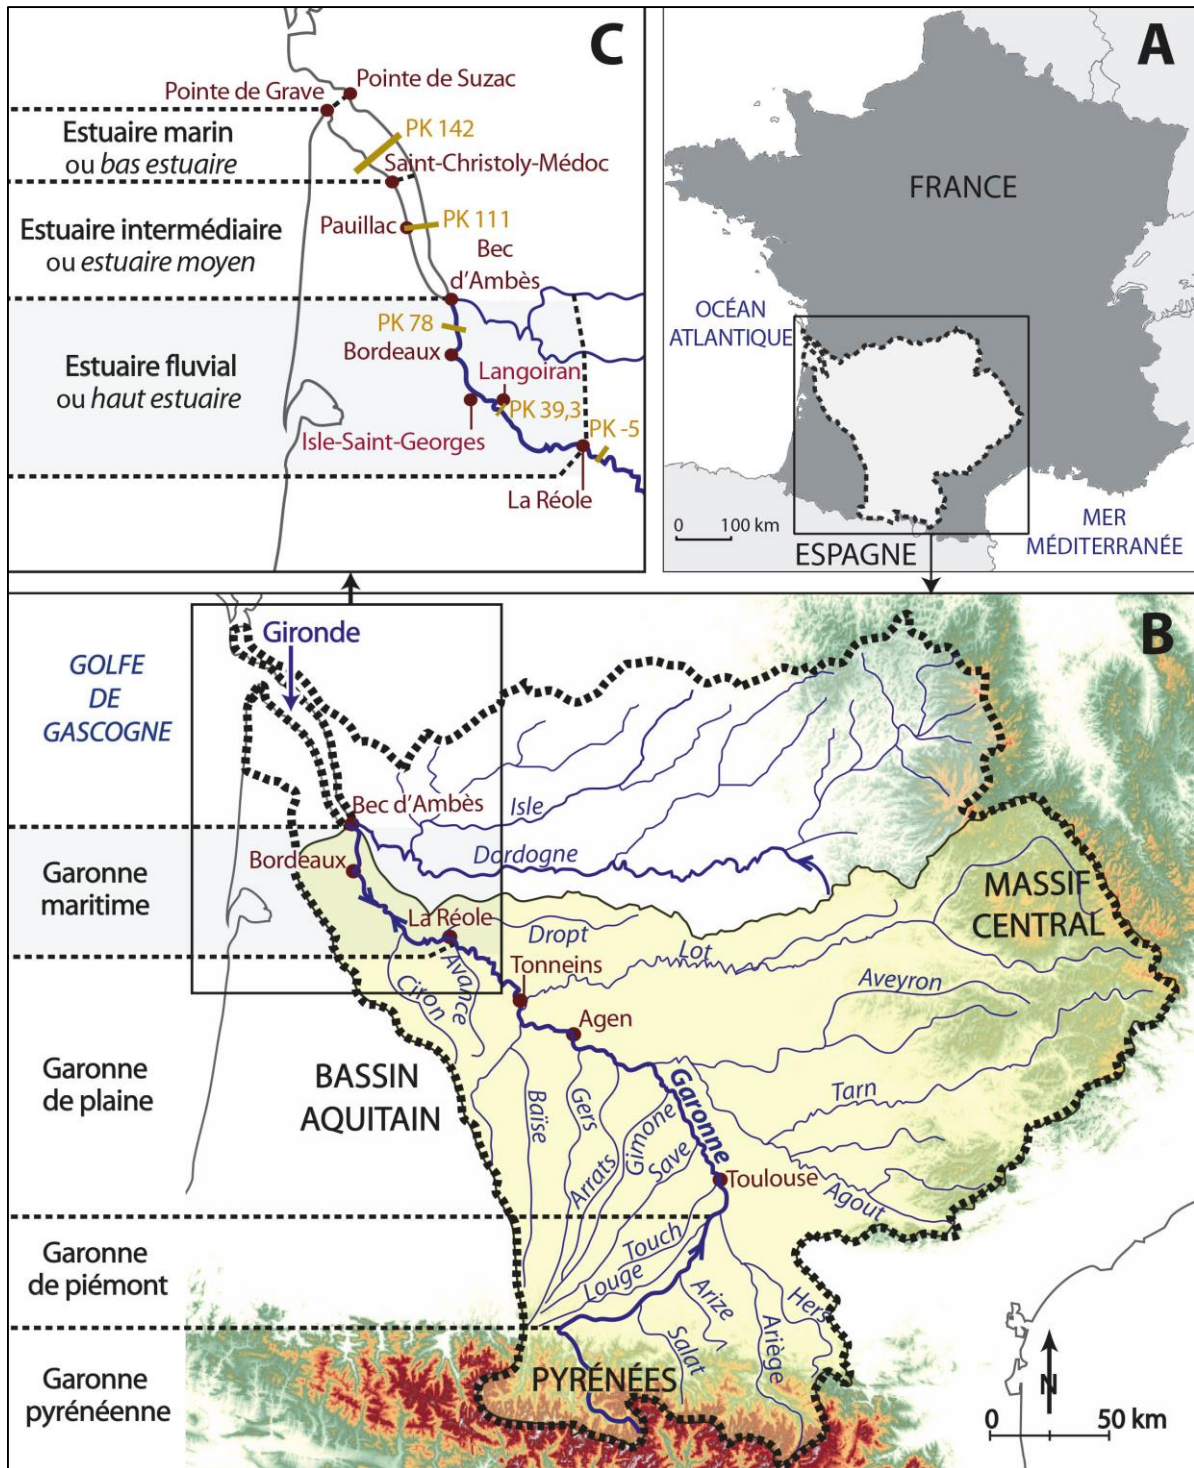 C
Pointe de Suzac
Pointe de Grave
PK 142
Estuaire marin
ou bas estuaire
Saint-Christoly-Médoc
Estuaire intermédiaire
ou estuaire moyen
Pauillac
PK 111
Bec
d'Ambès
PK 78
Bordeaux
Estuaire fluvial
ou haut estuaire
Langoiran
PK 39,3
PK -5
Isle-Saint-Georges
La Réole
A
FRANCE
OCÉAN
ATLANTIQUE
0 100 km
ESPAGNE
MER
MÉDITERRANÉE
B
Gironde
GOLFE
DE
GASCOGNE
Bec d'Ambès
Isle
Bordeaux
Dordogne
Garonne
maritime
MASSIF
CENTRAL
La Réole
Dropt
Lot
Avance
Ciron
Tonneins
Aveyron
Agen
Garonne
de plaine
BASSIN
AQUITAIN
Baïse
Gers
Garonne
Tarn
Gimone
Arrats
Save
Toulouse
Agout
Garonne
de piémont
Touch
Louge
Arize
Hers
Salat
Ariège
Garonne
pyrénéenne
PYRÉNÉES
N
0 50 km